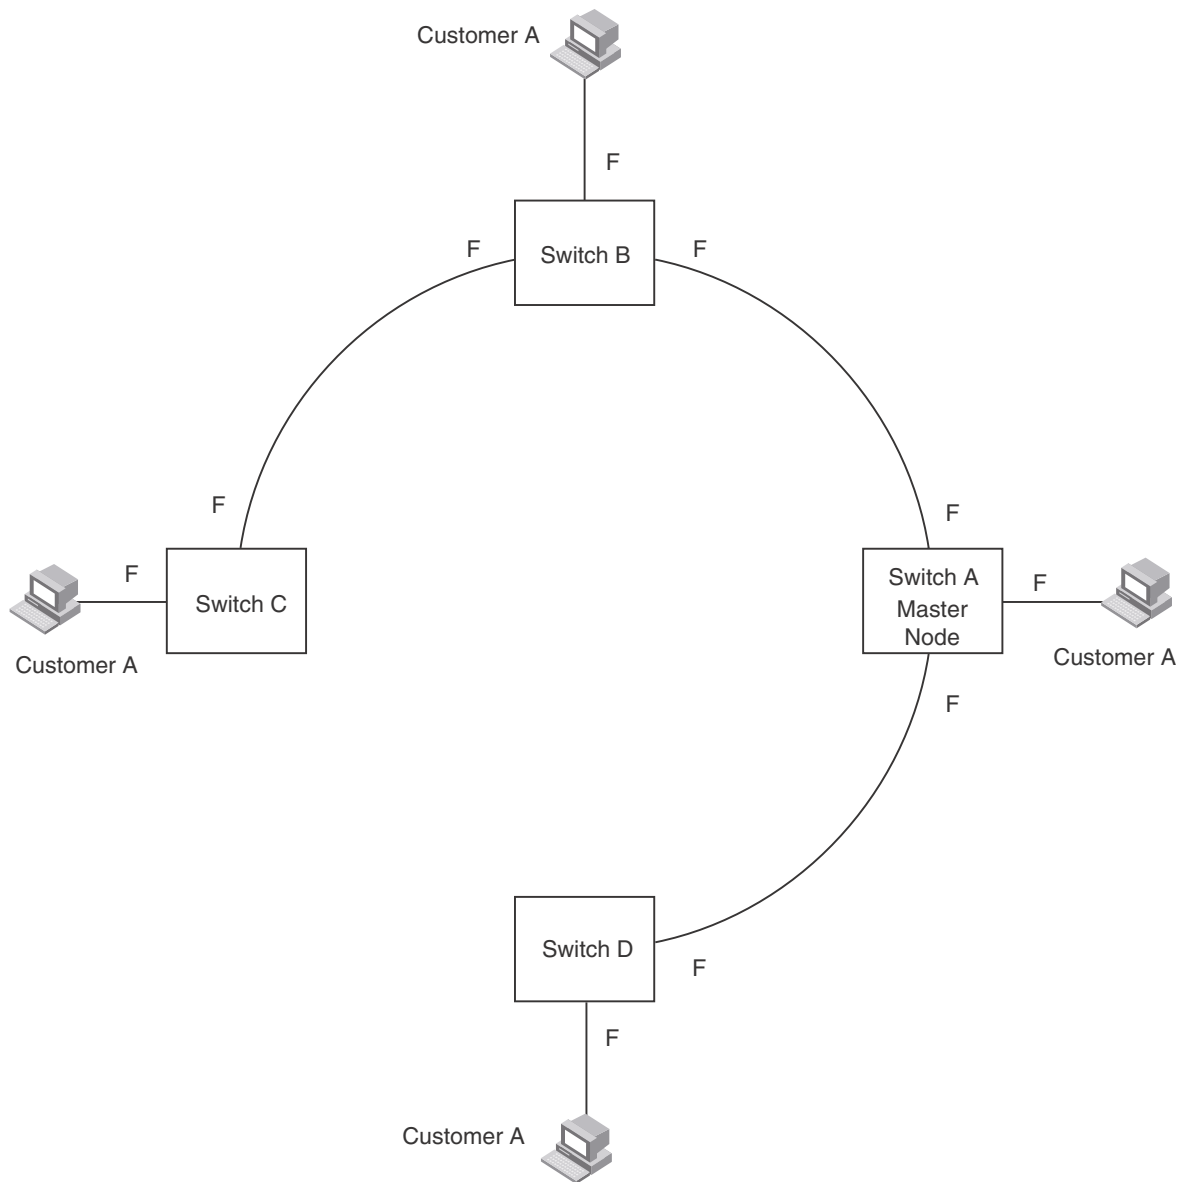 Customer A
F
F
Switch B
F
F
F
F
Switch C
Switch A
Master
Node
F
Customer A
Customer A
F
Switch D
F
F
Customer A